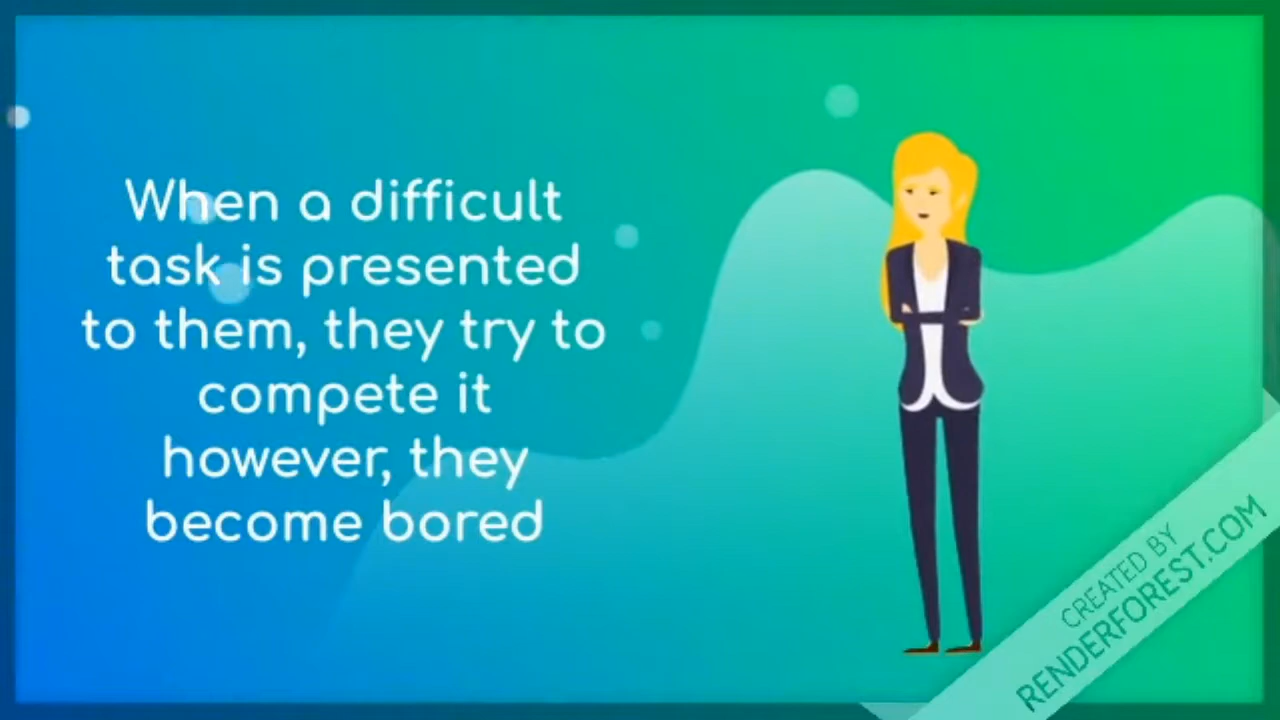 When a difficult
task is presented
to them, they try to
compete it
however, they
become bored
CREATED BY
RENDERFOREST.COM